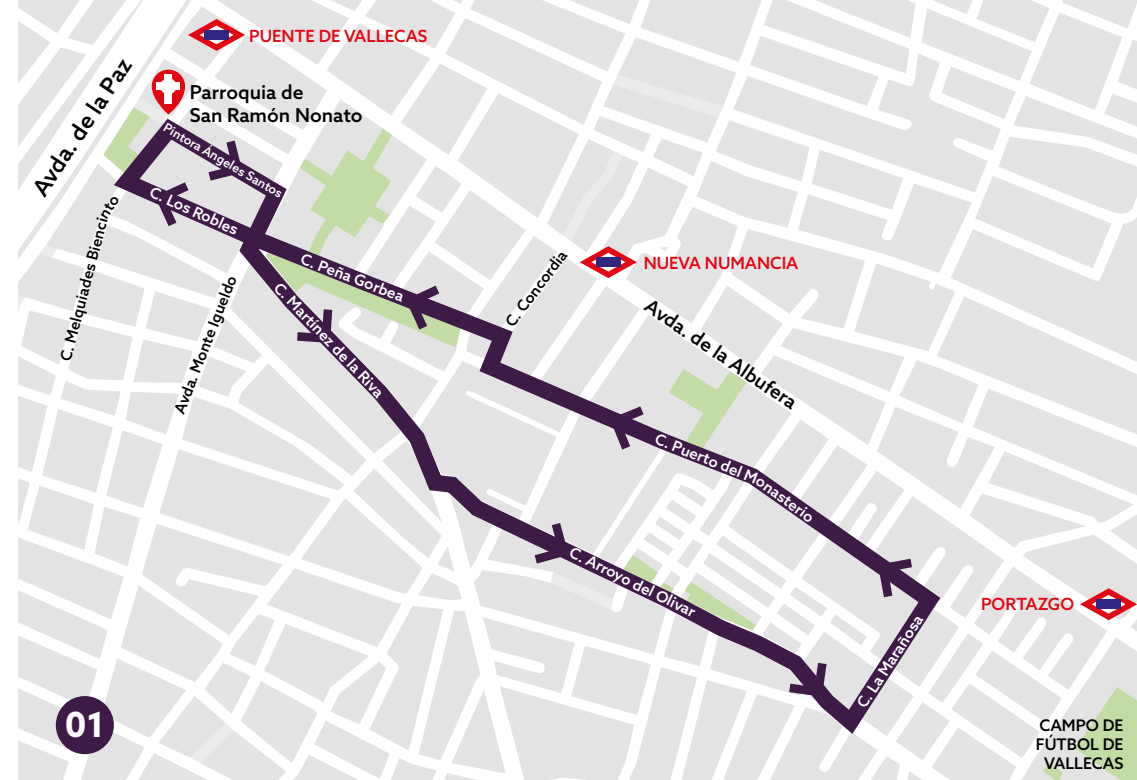 PUENTE DE VALLECAS
Avda. de la Paz
Parroquia de
San Ramón Nonato
Pintora Ángeles Santos
C. Los Robles
C. Melquiades Biencinto
C. Peña Gorbea
C. Concordia
NUEVA NUMANCIA
Avda. Monte Igueldo
C. Martínez de la Riva
Avda. de la Albufera
C. Puerto del Monasterio
C. Arroyo del Olivar
C. La Marañosa
PORTAZGO
01
CAMPO DE
FÚTBOL DE
VALLECAS